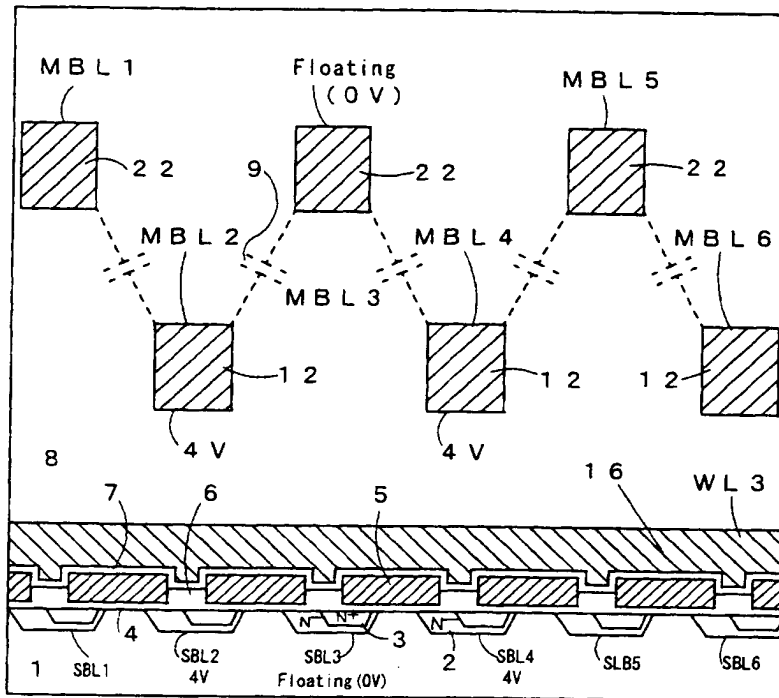 MBL1
Floating
(0V)
MBL5
22
9
22
22
MBL2
MBL4
MBL6
MBL3
12
12
12
4V
4V
8
7
6
5
16
WL3
N-
N+
3
N-
2
4
1
SBL1
SBL2
4V
SBL3
Floating(0V)
SBL4
4V
SLB5
SBL6